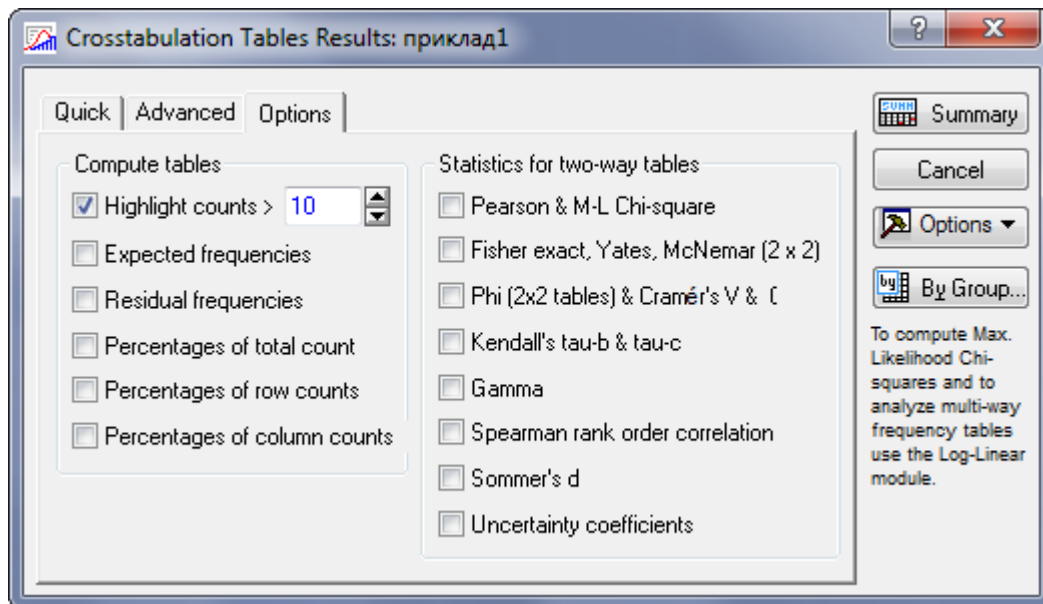 Crosstabulation Tables Results: приклад1
Quick
Advanced
Options
Compute tables
Highlight counts > 10
Expected frequencies
Residual frequencies
Percentages of total count
Percentages of row counts
Percentages of column counts
Statistics for two-way tables
Pearson & M-L Chi-square
Fisher exact, Yates, McNemar (2 x 2)
Phi (2x2 tables) & Cramér's V &
Kendall's tau-b & tau-c
Gamma
Spearman rank order correlation
Sommer's d
Uncertainty coefficients
Summary
Cancel
Options
By Group...
To compute Max.
Likelihood Chi-
squares and to
analyze multi-way
frequency tables
use the Log-Linear
module.